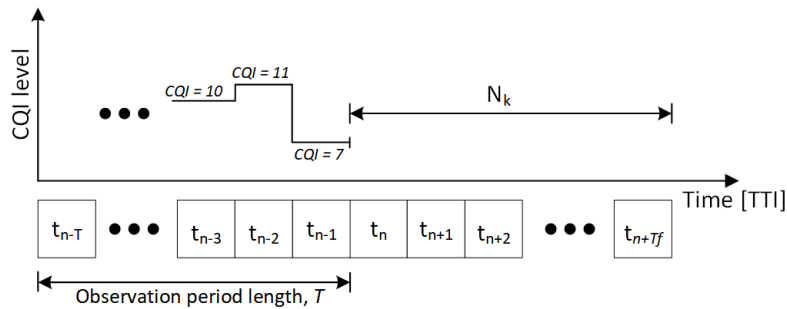 CQI level
CQI = 10
CQI = 11
CQI = 7
N_k
Time [TTI]
t_{n-T}
t_{n-3}
t_{n-2}
t_{n-1}
t_n
t_{n+1}
t_{n+2}
t_{n+Tf}
Observation period length, T